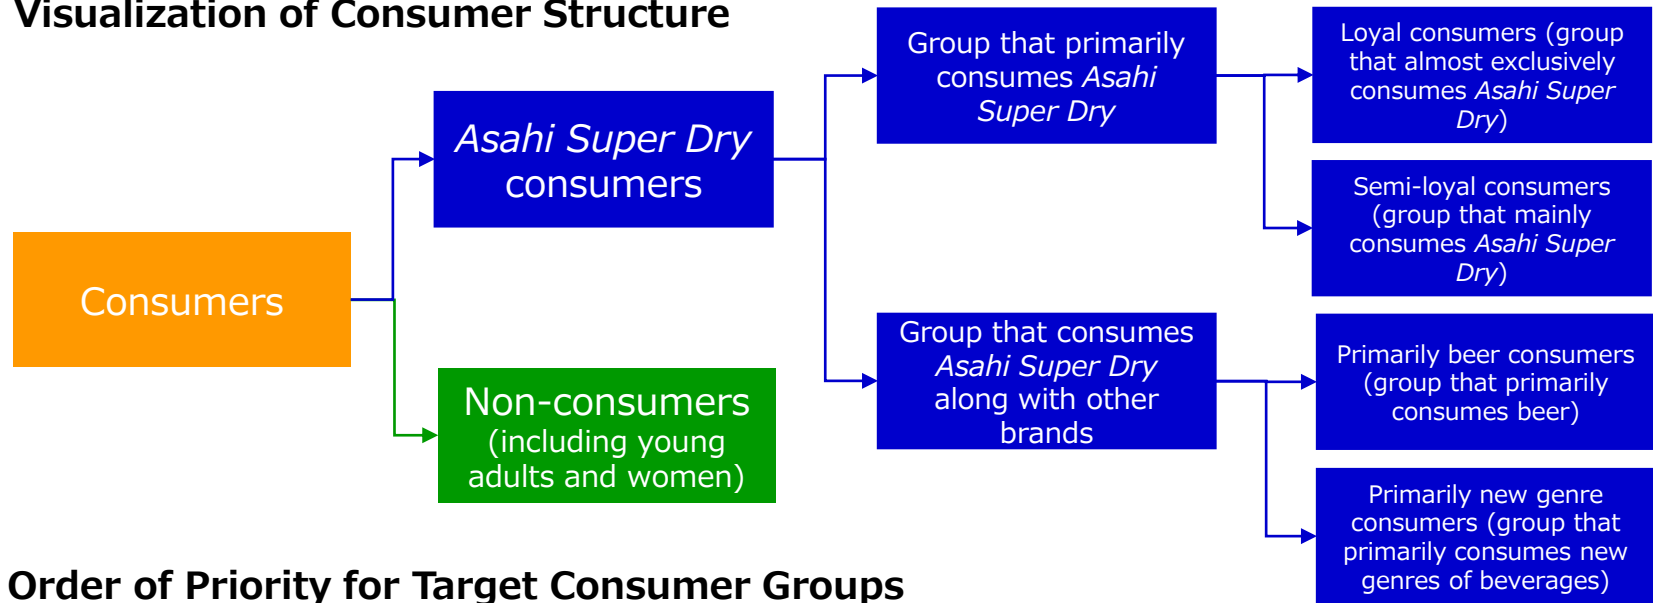 Visualization of Consumer Structure
Consumers
Asahi Super Dry
consumers
Non-consumers
(including young
adults and women)
Group that primarily
consumes Asahi
Super Dry
Group that consumes
Asahi Super Dry
along with other
brands
Loyal consumers (group
that almost exclusively
consumes Asahi Super
Dry)
Semi-loyal consumers
(group that mainly
consumes Asahi Super
Dry)
Primarily beer consumers
(group that primarily
consumes beer)
Primarily new genre
consumers (group that
primarily consumes new
genres of beverages)
Order of Priority for Target Consumer Groups